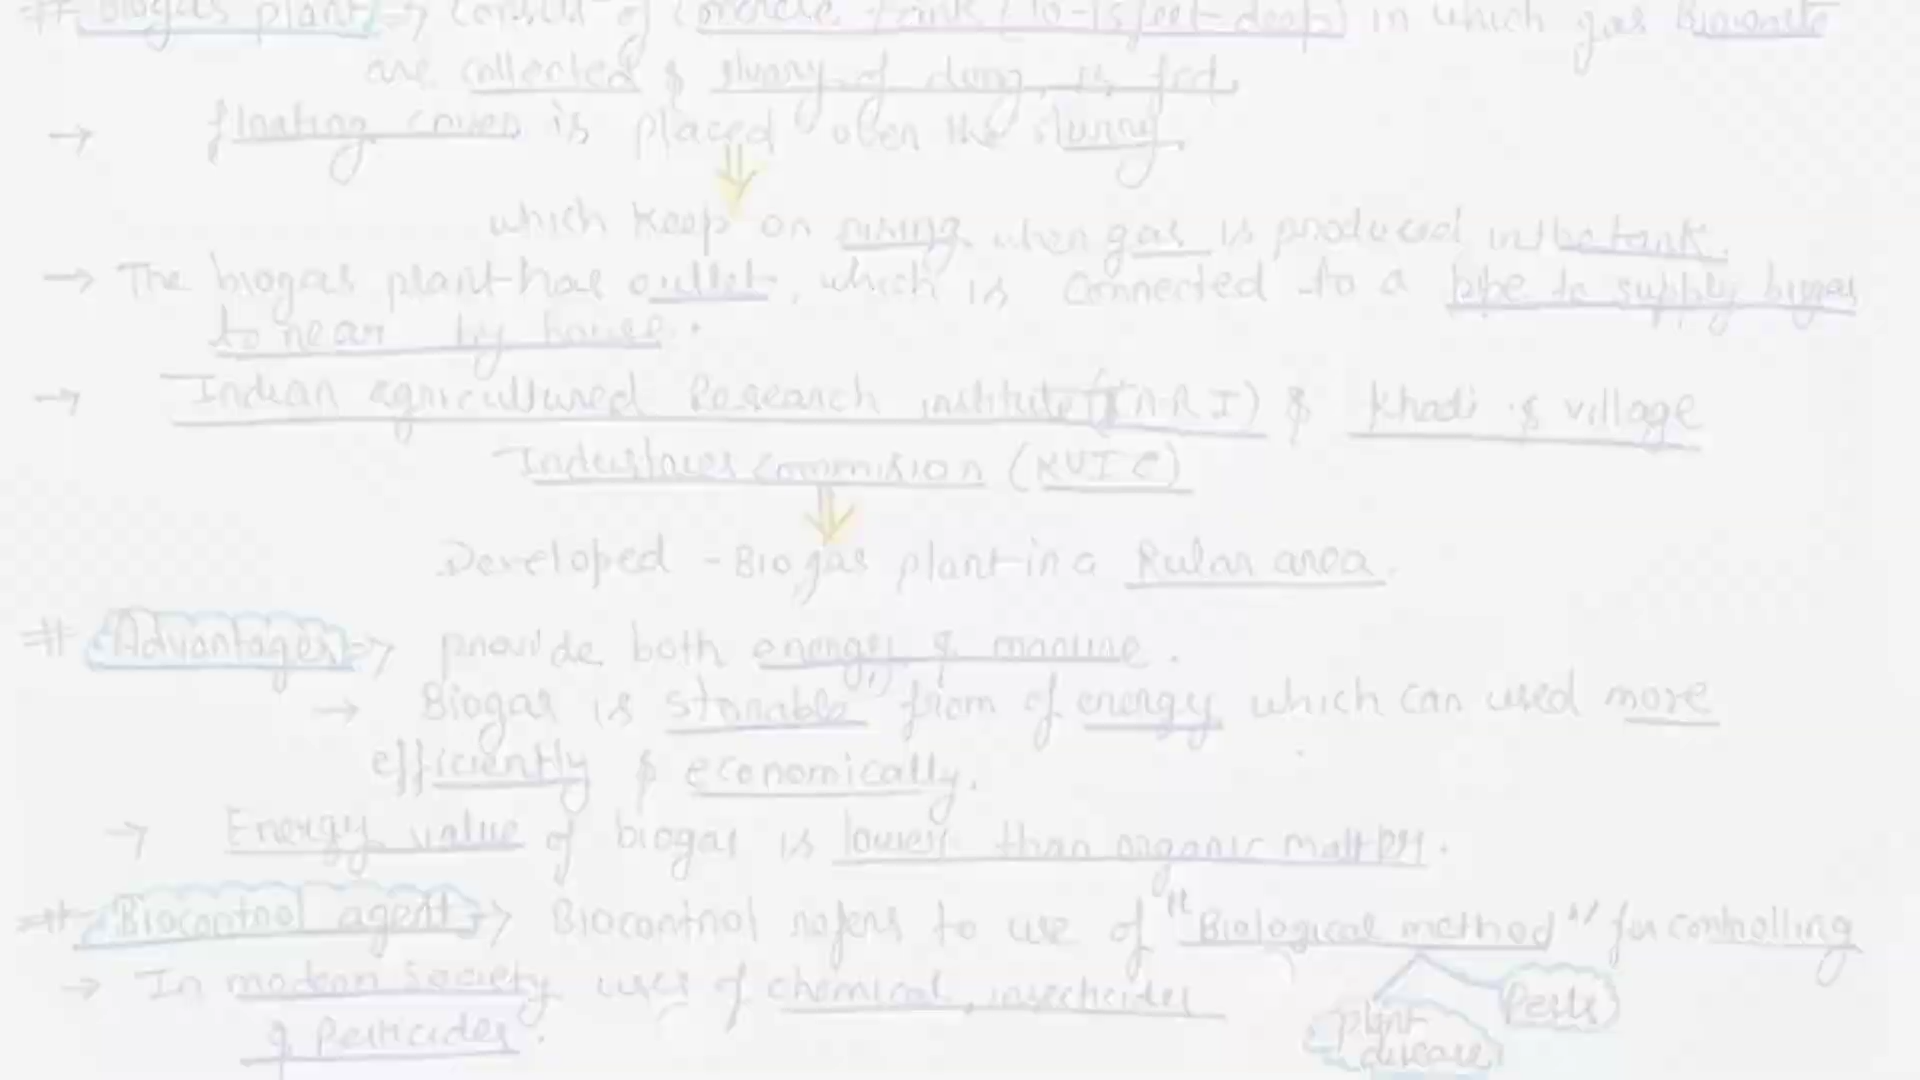 # Biogas plant → Consist of concrete tank (10-15 feet deep) in which gas Biowaste
are collected & slurry of dung is fed.
→ floating cover is placed over the slurry
⇓
which keep on rising when gas is produced in the tank.
→ The biogas plant has outlet, which is connected to a pipe to supply biogas
to near by house.
→ Indian agricultured Research institute (IARI) & Khadi & village
Industries commision (KVIC)
⇓
Developed - Biogas plant in a Rular area.
# Advantages → provide both energy & manure.
→ Biogas is storable from of energy which can used more
efficiently & economically.
→ Energy value of biogas is lower than organic matter.
# Biocontrol agent → Biocontrol refers to use of "Biological method" for controlling
→ In modern Society uses of chemical, insecticides
& Pesticides.
Pests
plant
disease